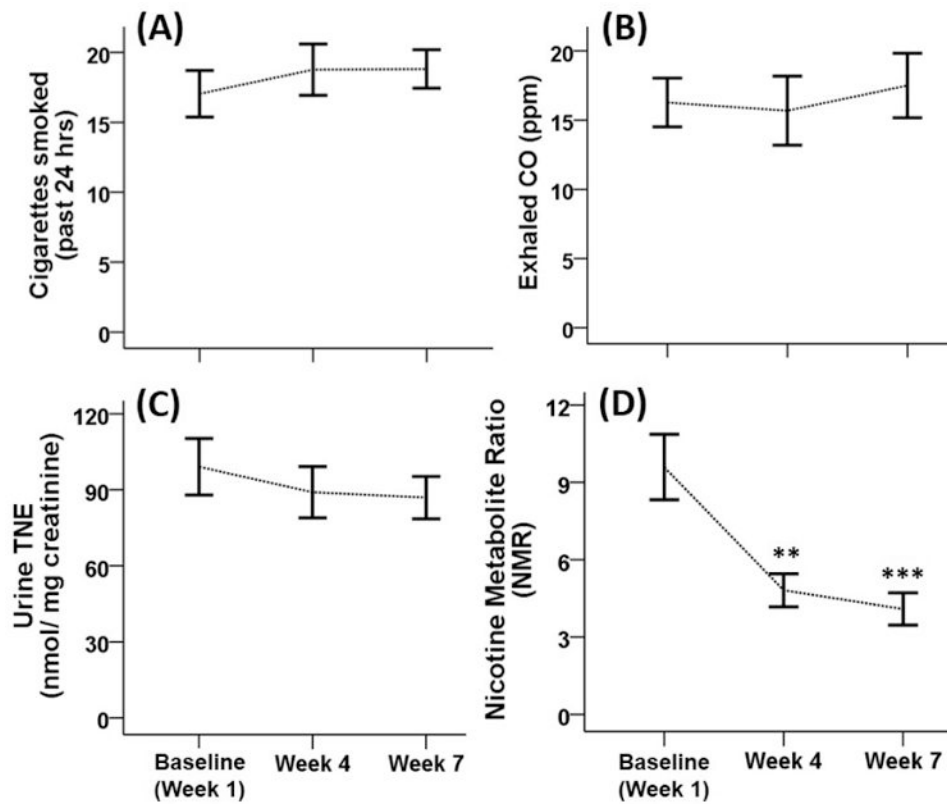 (A)
Cigarettes smoked
(past 24 hrs)
20
15
10
5
0
(B)
Exhaled CO (ppm)
20
15
10
5
0
(C)
Urine TNE
(nmol/ mg creatinine)
120
90
60
30
0
Baseline
(Week 1)
Week 4
Week 7
(D)
Nicotine Metabolite Ratio
(NMR)
12
9
6
3
0
**
***
Baseline
(Week 1)
Week 4
Week 7